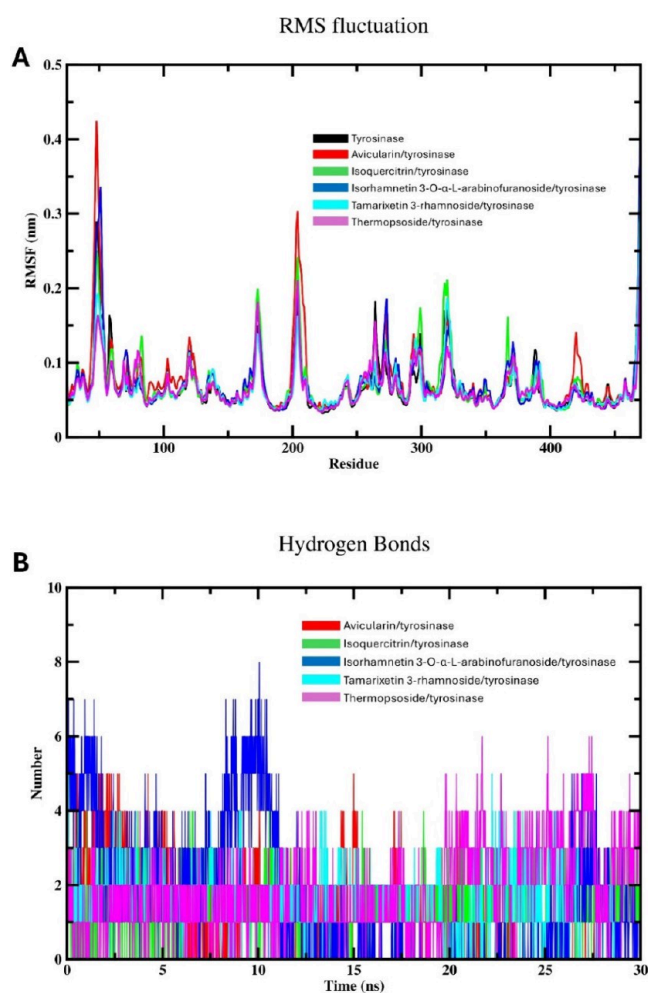 RMS fluctuation
A
0.5
0.4
0.3
0.2
0.1
0
RMSF (nm)
Tyrosinase
Avicularin/tyrosinase
Isoquercitrin/tyrosinase
Isorhamnetin 3-O-α-L-arabinofuranoside/tyrosinase
Tamarixetin 3-rhamnoside/tyrosinase
Thermopsoside/tyrosinase
100 200 300 400
Residue
Hydrogen Bonds
B
10
8
6
4
2
0
Number
Avicularin/tyrosinase
Isoquercitrin/tyrosinase
Isorhamnetin 3-O-α-L-arabinofuranoside/tyrosinase
Tamarixetin 3-rhamnoside/tyrosinase
Thermopsoside/tyrosinase
0 5 10 15 20 25 30
Time (ns)